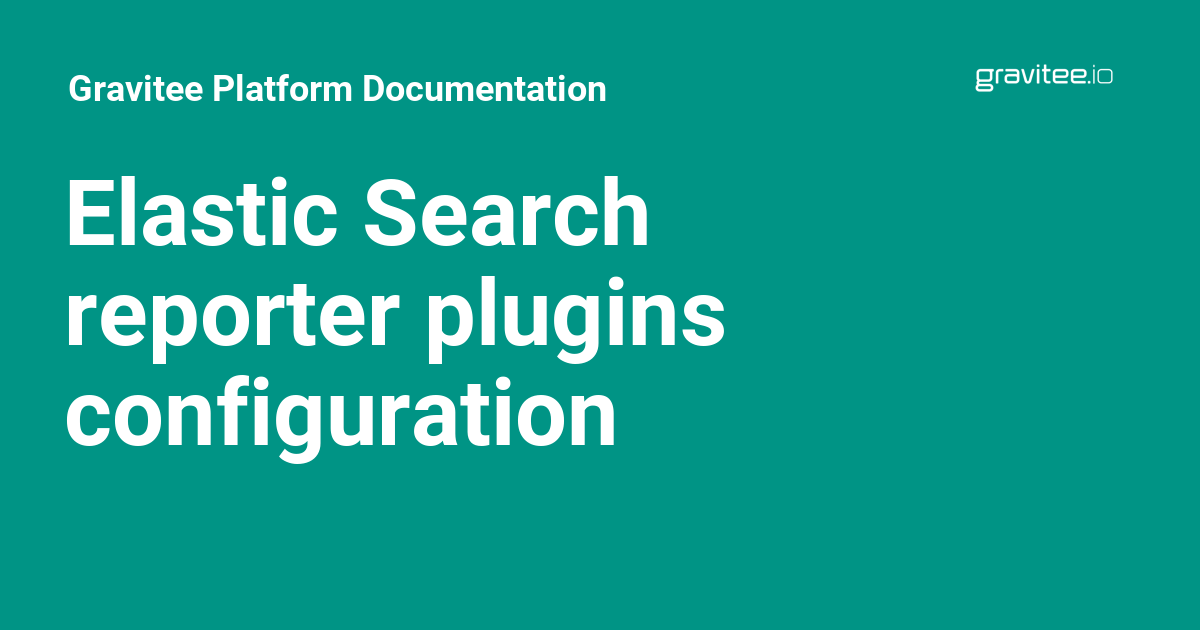 Gravitee Platform Documentation
gravitee.io
Elastic Search
reporter plugins
configuration